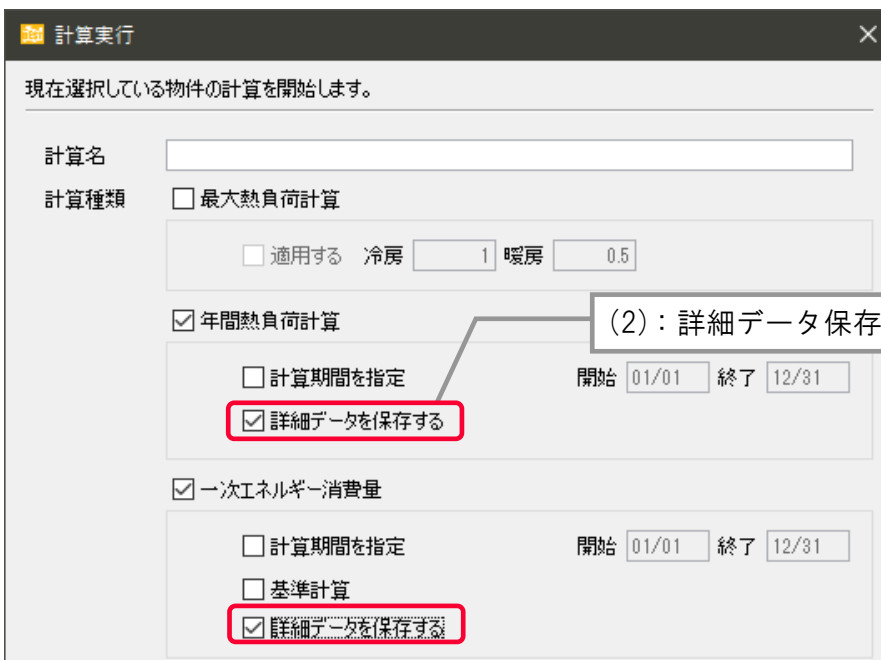 計算実行
現在選択している物件の計算を開始します。
計算名
計算種類 最大熱負荷計算
適用する 冷房 1 暖房 0.5
(2):詳細データ保存
年間熱負荷計算
計算期間を指定 開始 01/01 終了 12/31
詳細データを保存する
一次エネルギー消費量
計算期間を指定 開始 01/01 終了 12/31
基準計算
詳細データを保存する